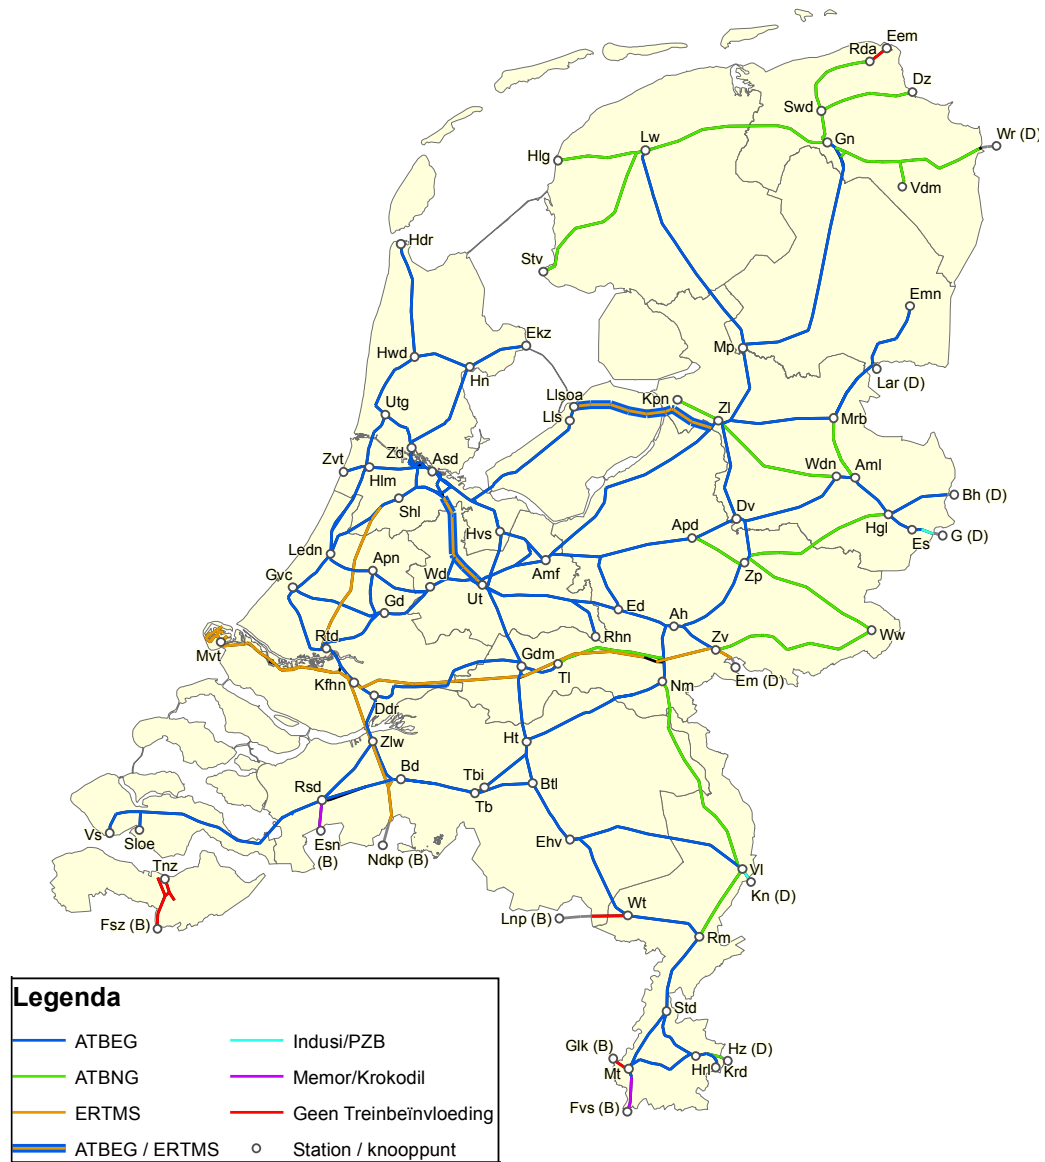 Eem
Rda
Dz
Swd
Wr (D)
Gn
Lw
Hlg
Vdm
Hdr
Stv
Emn
Ekz
Mp
Hwd
Hn
Lar (D)
Llsoa
Kpn
Utg
Lls
Zl
Mrb
Zd
Asd
Zvt
Hlm
Wdn
Aml
Bh (D)
Shl
Hvs
Apd
Dv
Hgl
Es
G (D)
Ledn
Apn
Amf
Zp
Gvc
Wd
Ut
Gd
Ed
Ah
Rtd
Rhn
Zv
Ww
Mvt
Gdm
Tl
Em (D)
Kfhn
Nm
Ddr
Zlw
Ht
Bd
Tbi
Rsd
Tb
Btl
Vs
Sloe
Esn
(B)
Ndkp (B)
Ehv
Tnz
Vl
Kn (D)
Fsz (B)
Lnp (B)
Wt
Rm
Std
Glk (B)
Hz (D)
Mt
Hrl
Krd
Fvs (B)
Legenda
ATBEG
Indusi/PZB
ATBNG
Memor/Krokodil
ERTMS
Geen Treinbeïnvloeding
ATBEG / ERTMS
Station / knooppunt